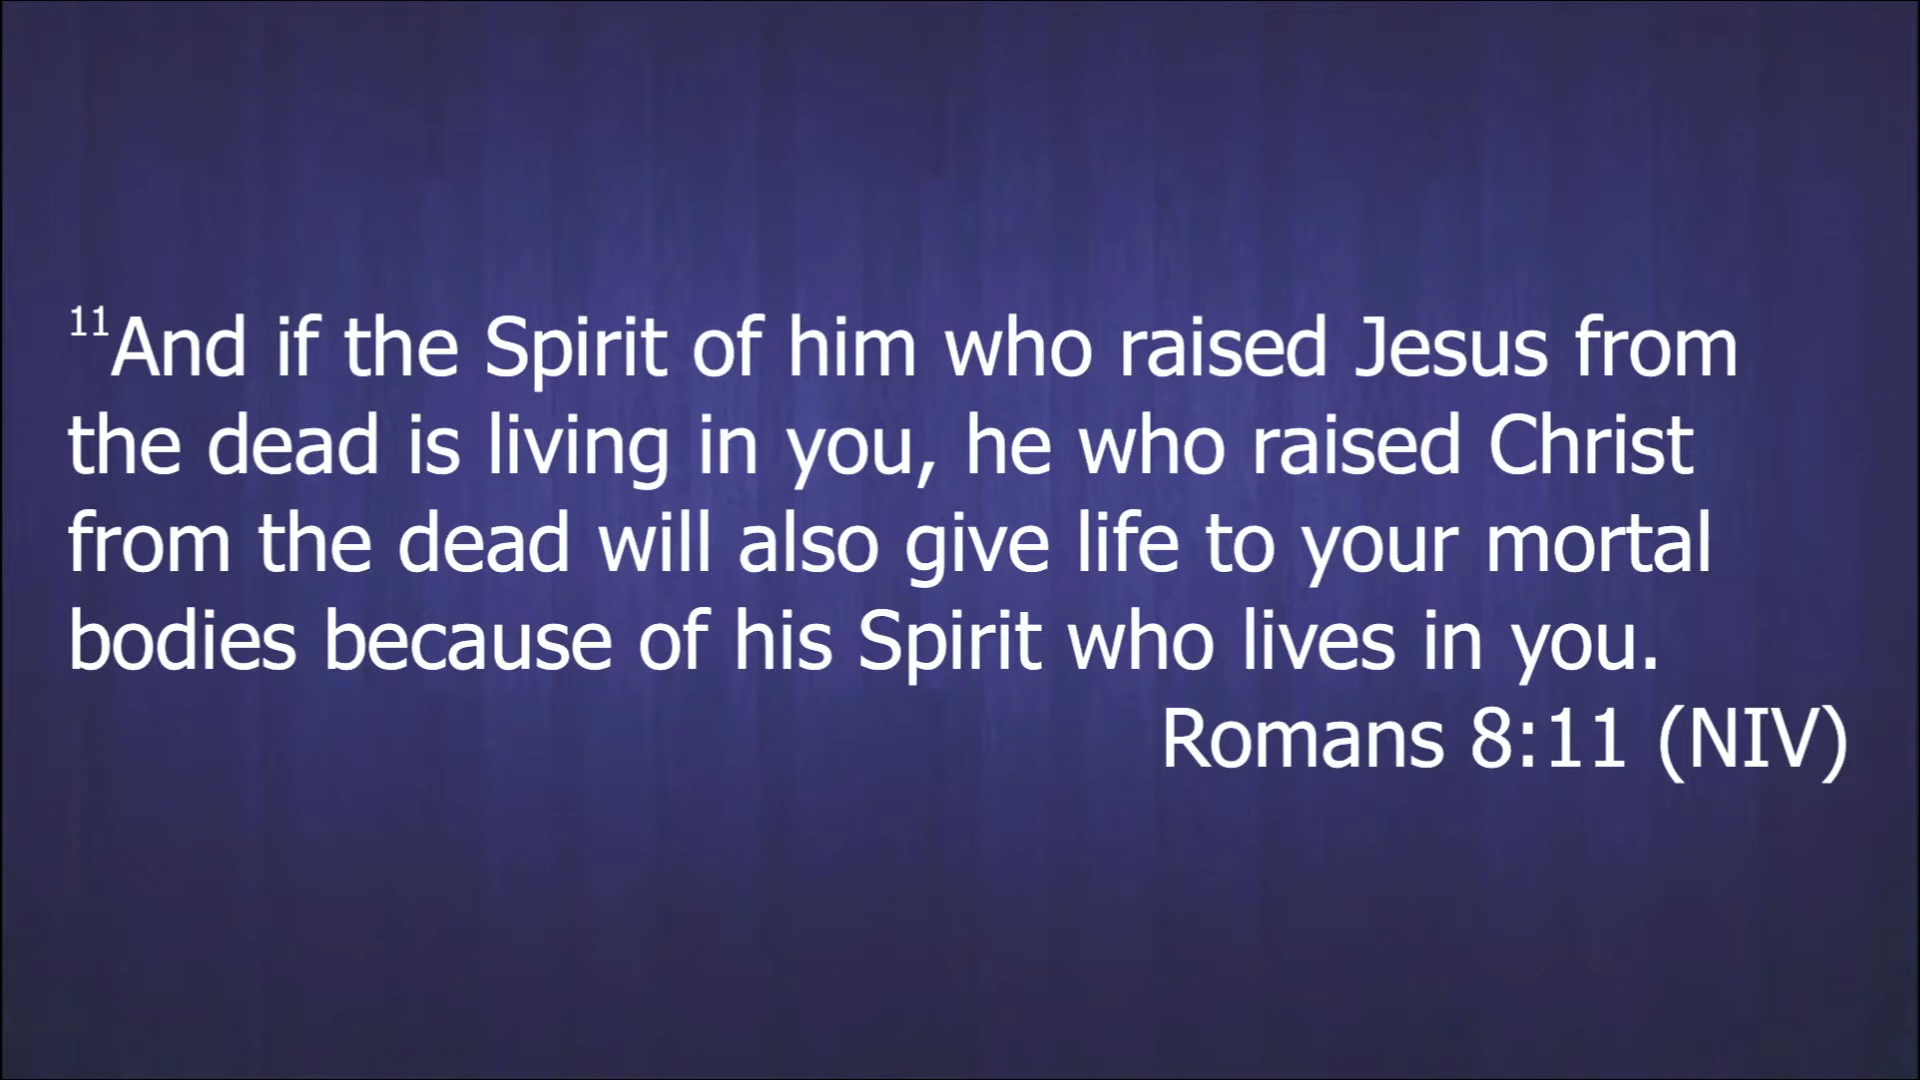 11And if the Spirit of him who raised Jesus from
the dead is living in you, he who raised Christ
from the dead will also give life to your mortal
bodies because of his Spirit who lives in you.
Romans 8:11 (NIV)